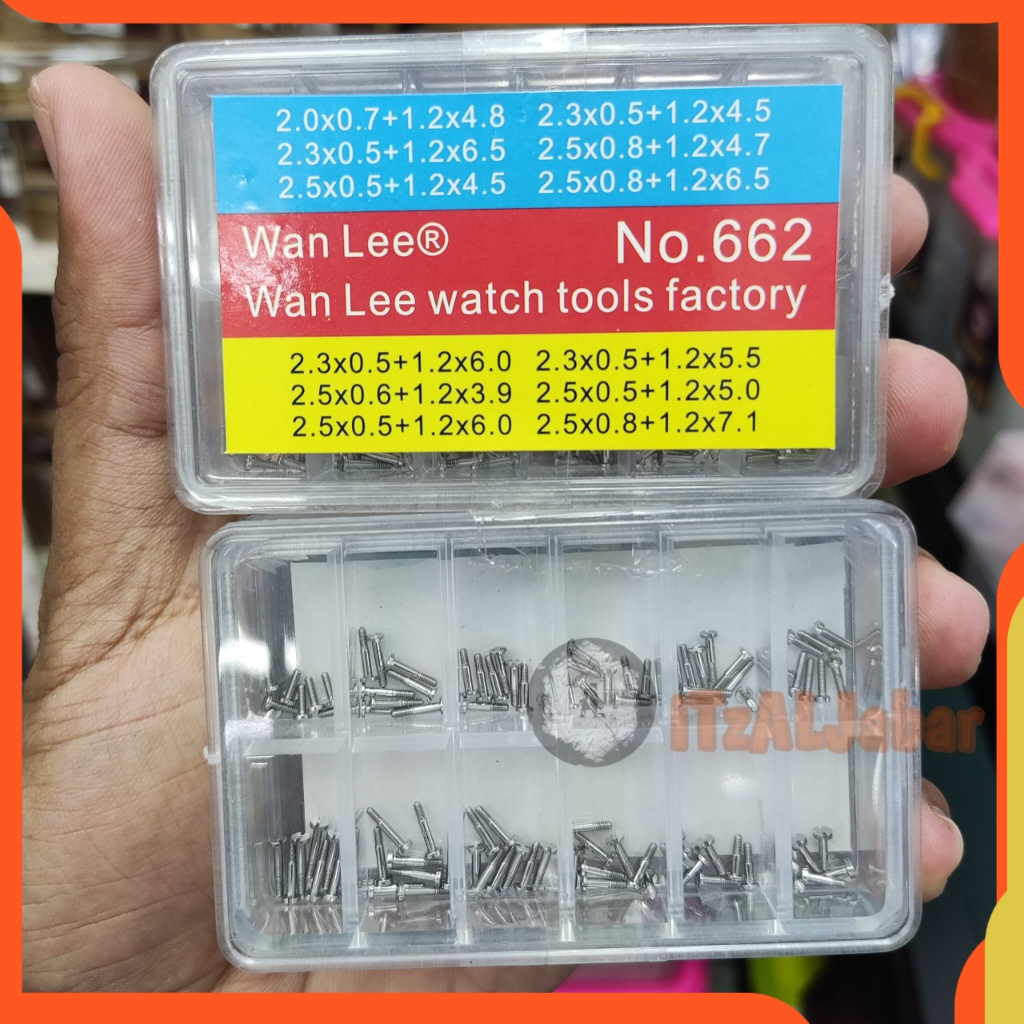 2.0x0.7+1.2x4.8 2.3x0.5+1.2x4.5
2.3x0.5+1.2x6.5 2.5x0.8+1.2x4.7
2.5x0.5+1.2x4.5 2.5x0.8+1.2x6.5
Wan Lee® No.662
Wan Lee watch tools factory
2.3x0.5+1.2x6.0 2.3x0.5+1.2x5.5
2.5x0.6+1.2x3.9 2.5x0.5+1.2x5.0
2.5x0.5+1.2x6.0 2.5x0.8+1.2x7.1
iTzALJabar